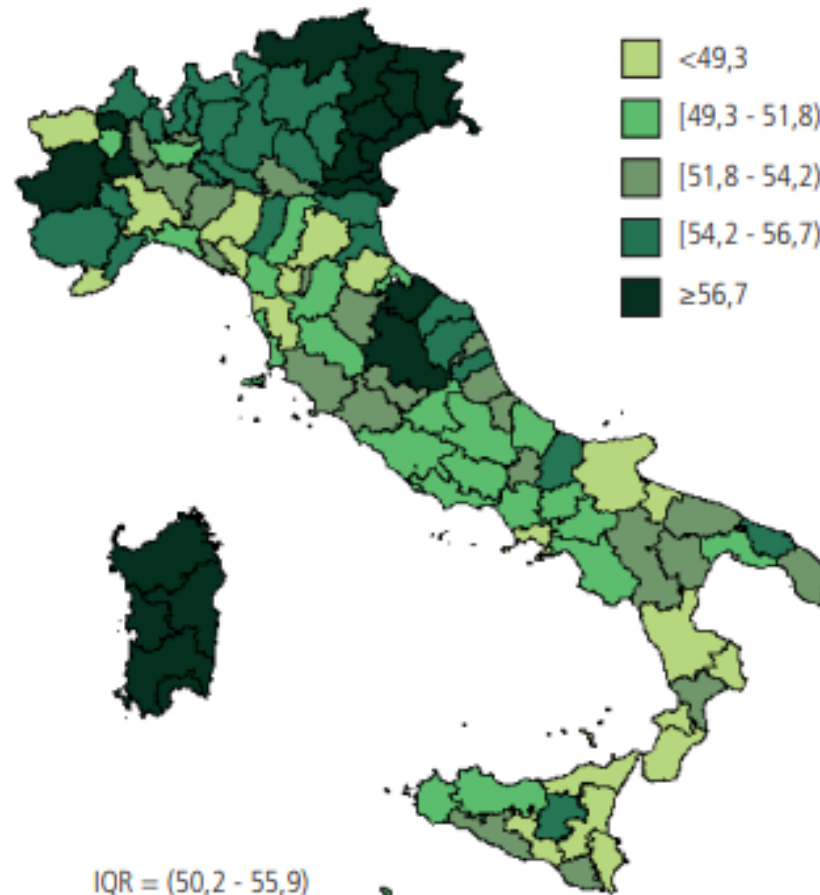 <49,3
[49,3 - 51,8)
[51,8 - 54,2)
[54,2 - 56,7)
≥56,7
IQR = (50,2 - 55,9)